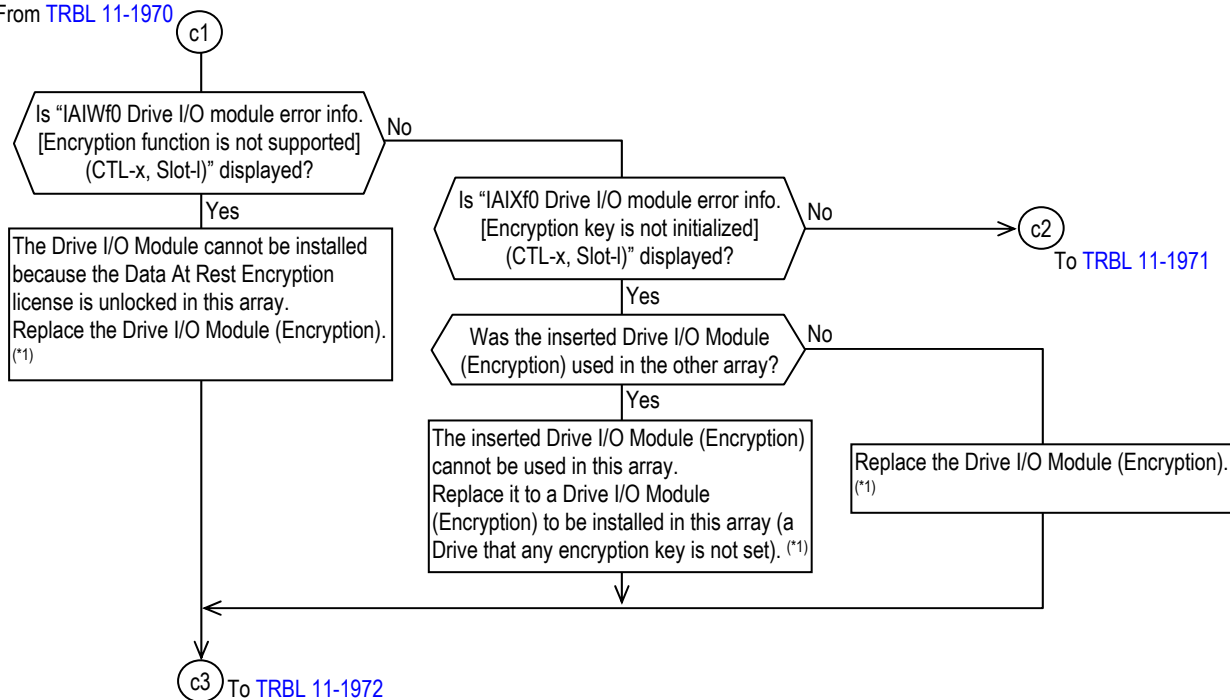 From TRBL 11-1970
c1
Is “IAIWf0 Drive I/O module error info.
[Encryption function is not supported]
(CTL-x, Slot-l)” displayed?
No
Yes
The Drive I/O Module cannot be installed
because the Data At Rest Encryption
license is unlocked in this array.
Replace the Drive I/O Module (Encryption).
(*1)
Is “IAIXf0 Drive I/O module error info.
[Encryption key is not initialized]
(CTL-x, Slot-l)” displayed?
No
c2
To TRBL 11-1971
Yes
Was the inserted Drive I/O Module
(Encryption) used in the other array?
No
Yes
The inserted Drive I/O Module (Encryption)
cannot be used in this array.
Replace it to a Drive I/O Module
(Encryption) to be installed in this array (a
Drive that any encryption key is not set). (*1)
Replace the Drive I/O Module (Encryption).
(*1)
c3
To TRBL 11-1972